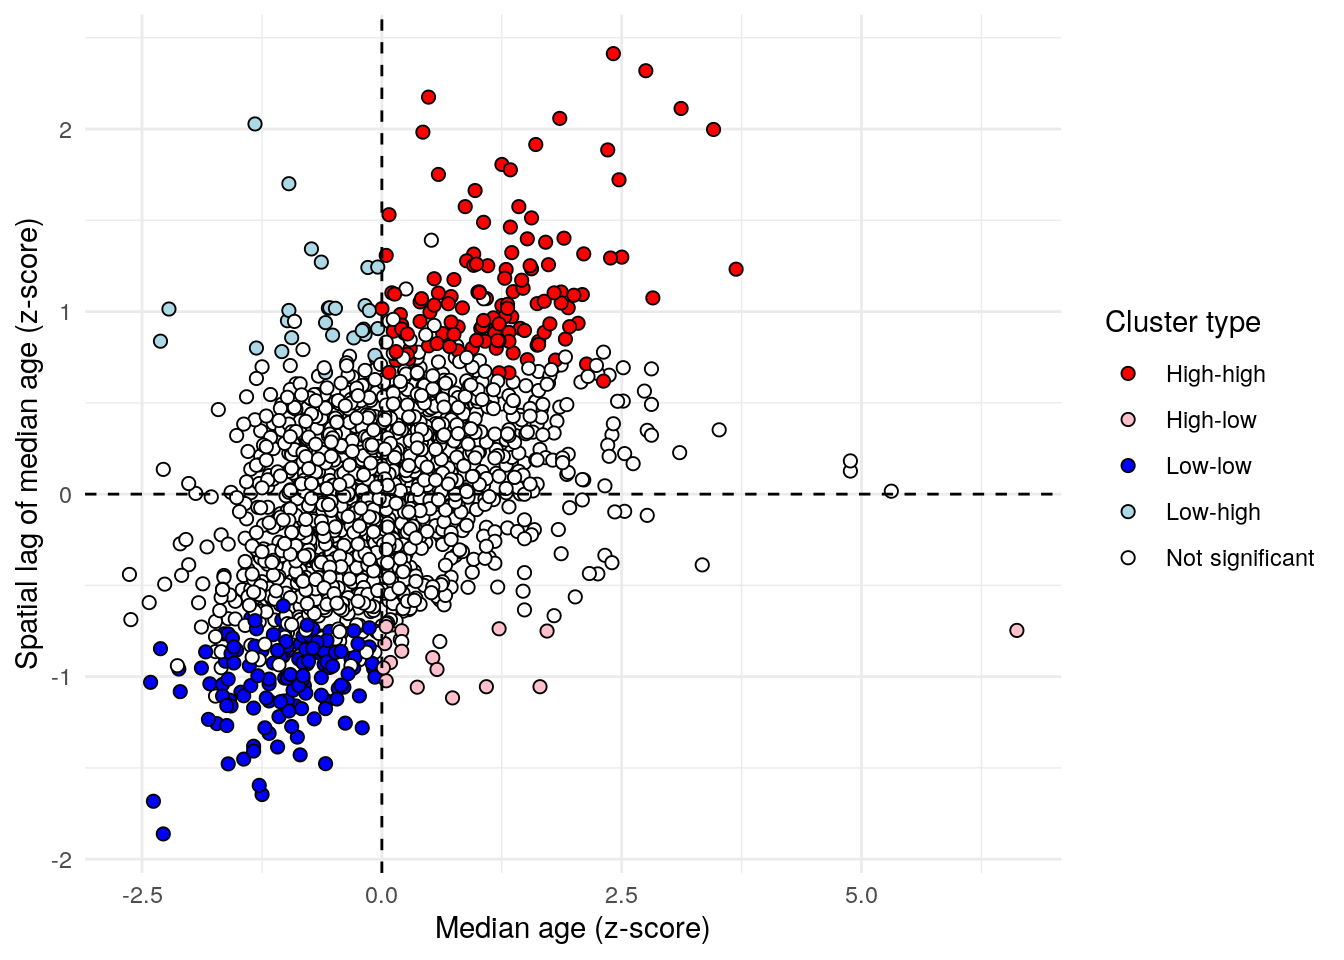 2
1
0
-1
-2
Spatial lag of median age (z-score)
-2.5
0.0
2.5
5.0
Median age (z-score)
Cluster type
High-high
High-low
Low-low
Low-high
Not significant